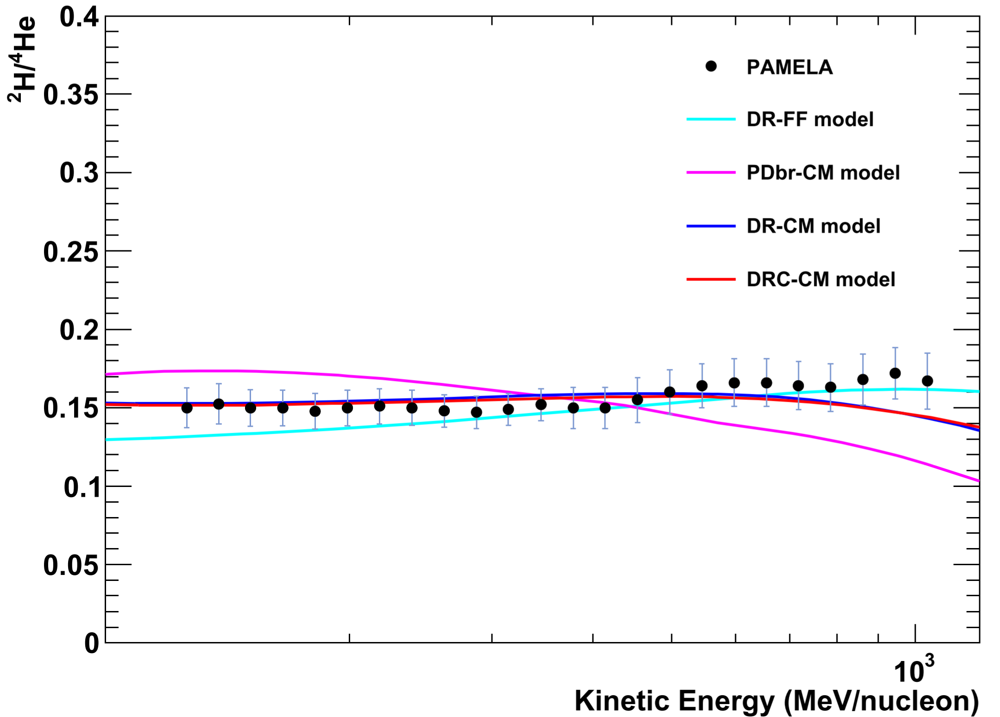 ²H/⁴He
0.4
0.35
0.3
0.25
0.2
0.15
0.1
0.05
0
PAMELA
DR-FF model
PDbr-CM model
DR-CM model
DRC-CM model
10³
Kinetic Energy (MeV/nucleon)